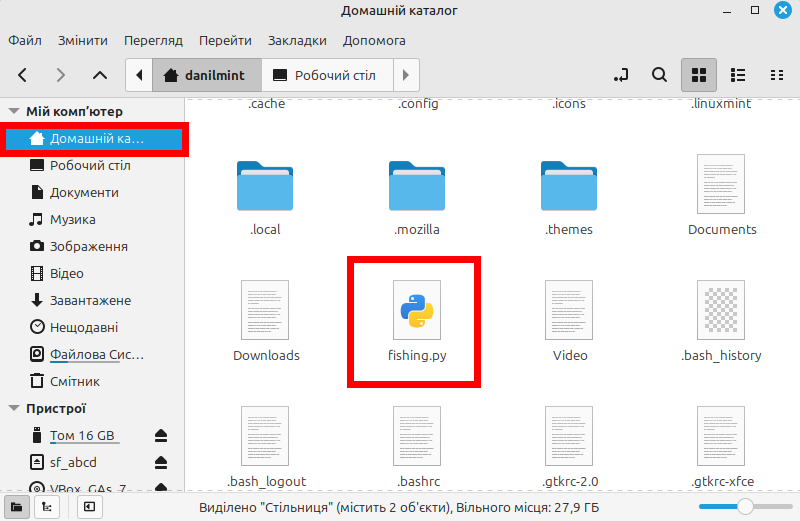 Домашній каталог
Файл Змінити Перегляд Перейти Закладки Допомога
danilmint Робочий стіл
Мій комп'ютер
Домашній ка...
Робочий стіл
Документи
Музика
Зображення
Відео
Завантажене
Нещодавні
Файлова Сис...
Смітник
Пристрої
Том 16 GB
sf_abcd
VBox_GAs_7
.cache .config .icons .linuxmint
.local .mozilla .themes Documents
Downloads fishing.py Video .bash_history
.bash_logout .bashrc .gtkrc-2.0 .gtkrc-xfce
Виділено "Стільниця" (містить 2 об'єкти), Вільного місця: 27,9 ГБ